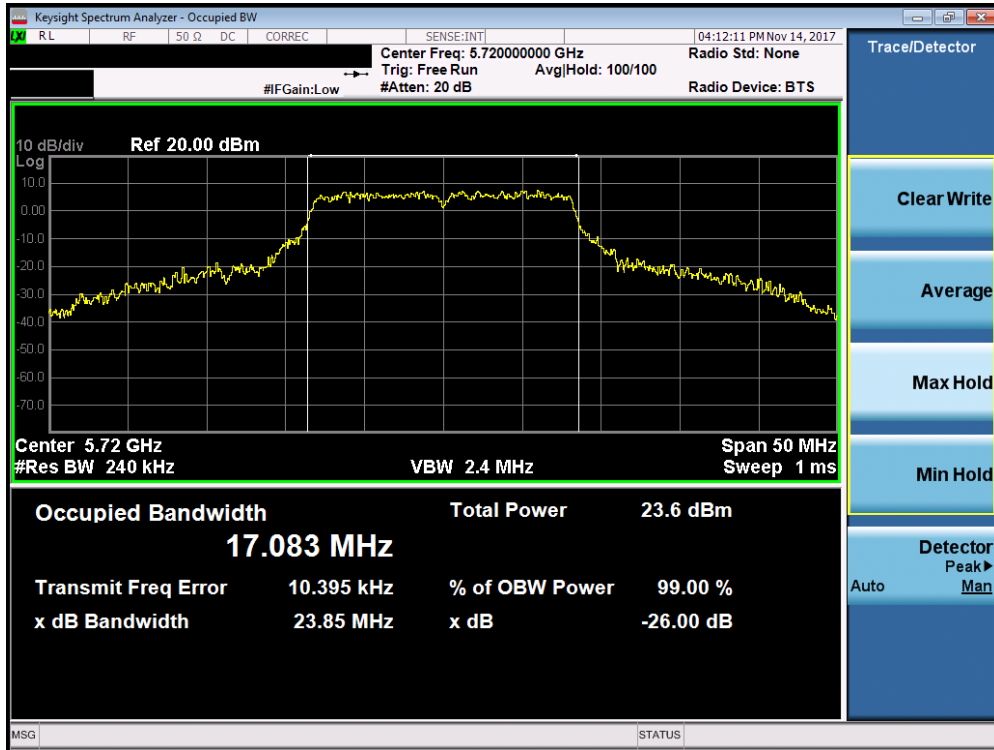 Keysight Spectrum Analyzer - Occupied BW
LXI RL RF 50 Ω DC CORREC SENSE:INT 04:12:11 PM Nov 14, 2017
Center Freq: 5.720000000 GHz Radio Std: None
Trig: Free Run Avg|Hold: 100/100
#IFGain:Low #Atten: 20 dB Radio Device: BTS
Trace/Detector
10 dB/div Ref 20.00 dBm
Log
10.0
0.00
-10.0
-20.0
-30.0
-40.0
-50.0
-60.0
-70.0
Center 5.72 GHz Span 50 MHz
#Res BW 240 kHz VBW 2.4 MHz Sweep 1 ms
Occupied Bandwidth Total Power 23.6 dBm
17.083 MHz
Transmit Freq Error 10.395 kHz % of OBW Power 99.00 %
x dB Bandwidth 23.85 MHz x dB -26.00 dB
Clear Write
Average
Max Hold
Min Hold
Detector
Peak▶
Auto Man
MSG STATUS